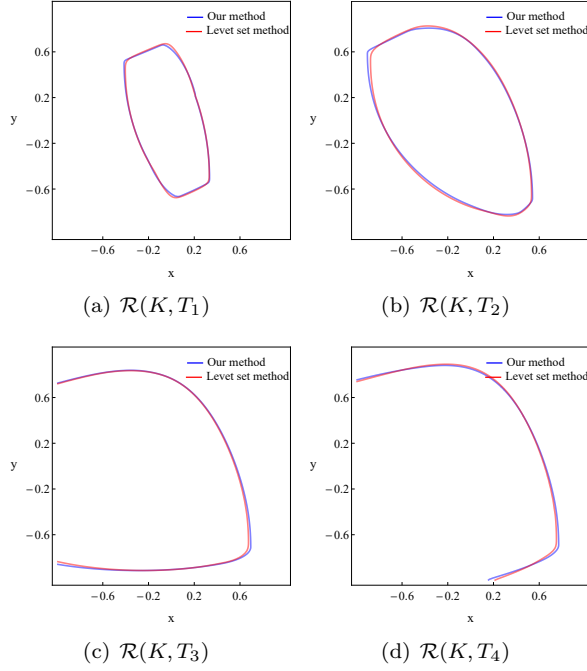 Our method
Levet set method
0.6
0.2
y
−0.2
−0.6
−0.6 −0.2 0.2 0.6
x
(a) R(K, T₁)
Our method
Levet set method
0.6
0.2
y
−0.2
−0.6
−0.6 −0.2 0.2 0.6
x
(b) R(K, T₂)
Our method
Levet set method
0.6
0.2
y
−0.2
−0.6
−0.6 −0.2 0.2 0.6
x
(c) R(K, T₃)
Our method
Levet set method
0.6
0.2
y
−0.2
−0.6
−0.6 −0.2 0.2 0.6
x
(d) R(K, T₄)